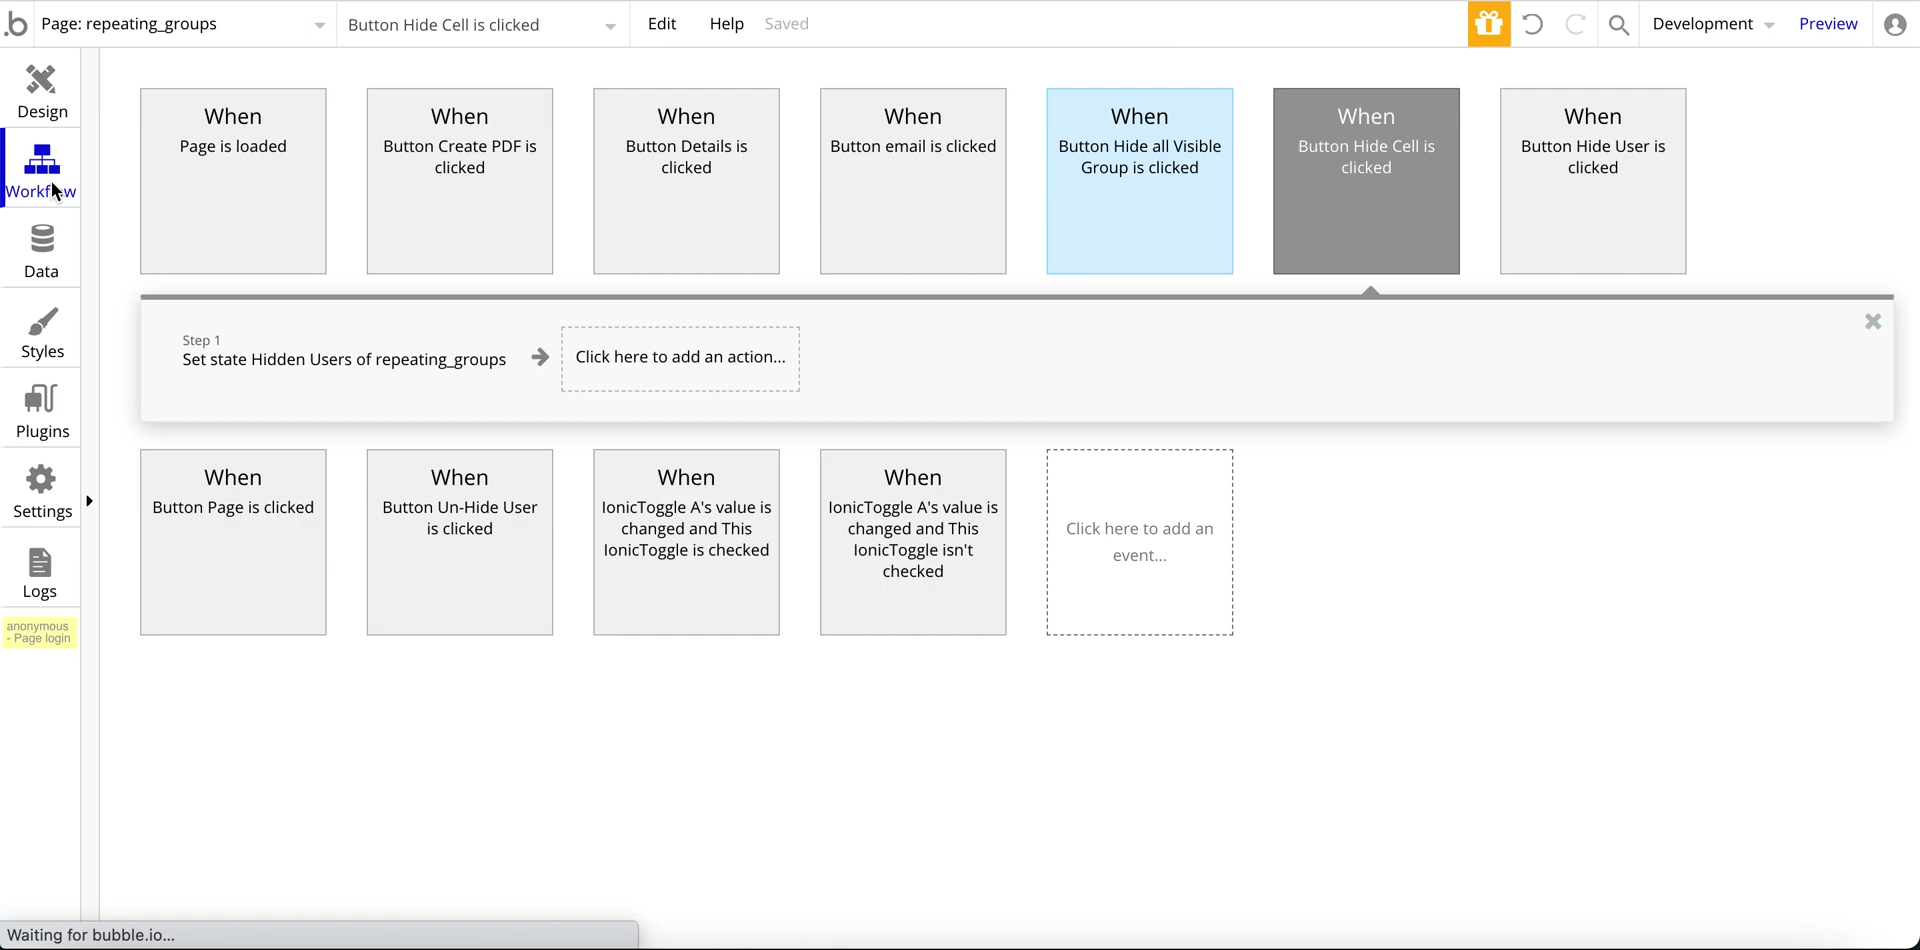 .b
Page: repeating_groups
Button Hide Cell is clicked
Edit
Help
Saved
Development
Preview
Design
Workflow
Data
Styles
Plugins
Settings
Logs
anonymous
- Page login
When
Page is loaded
When
Button Create PDF is
clicked
When
Button Details is
clicked
When
Button email is clicked
When
Button Hide all Visible
Group is clicked
When
Button Hide Cell is
clicked
When
Button Hide User is
clicked
Step 1
Set state Hidden Users of repeating_groups
Click here to add an action...
When
Button Page is clicked
When
Button Un-Hide User
is clicked
When
IonicToggle A's value is
changed and This
IonicToggle is checked
When
IonicToggle A's value is
changed and This
IonicToggle isn't
checked
Click here to add an
event...
Waiting for bubble.io...